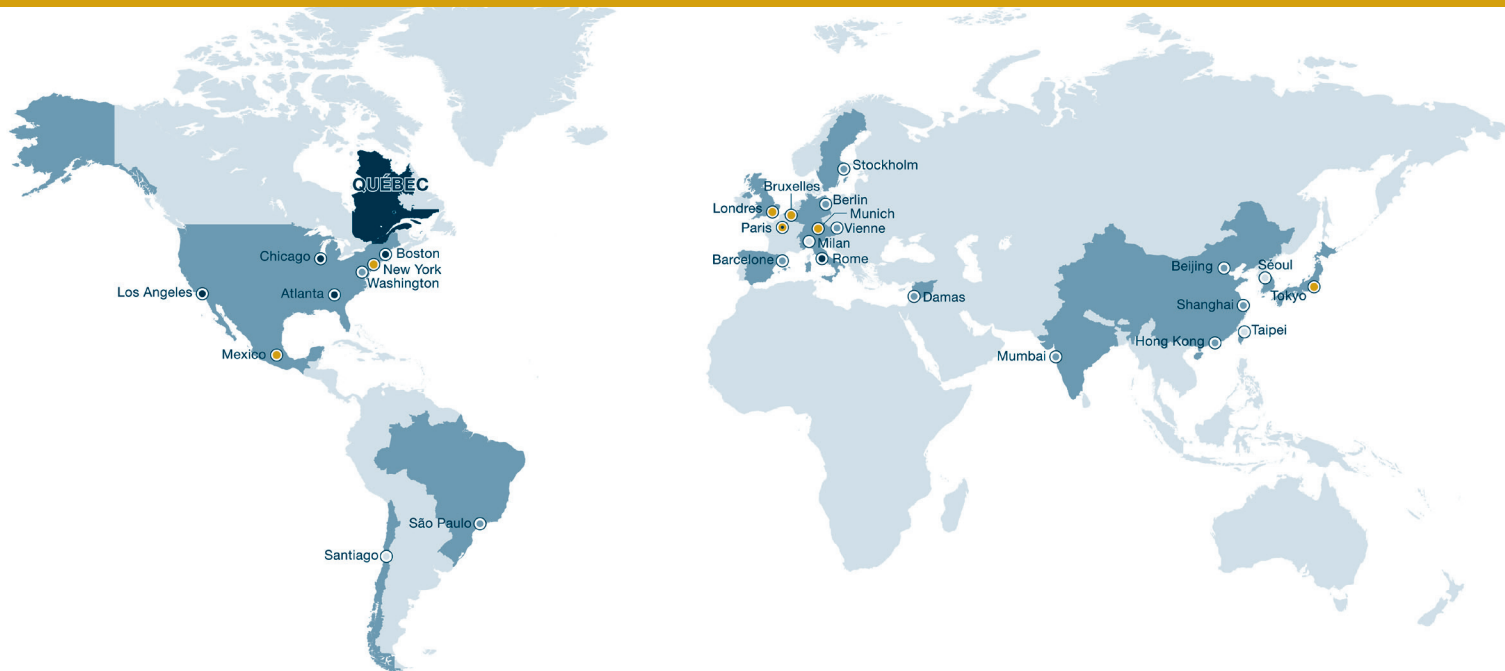 QUÉBEC
Chicago
Boston
New York
Washington
Los Angeles
Atlanta
Mexico
São Paulo
Santiago
Stockholm
Bruxelles
Berlin
Londres
Munich
Paris
Vienne
Milan
Barcelone
Rome
Damas
Beijing
Séoul
Tokyo
Shanghai
Taipei
Hong Kong
Mumbai